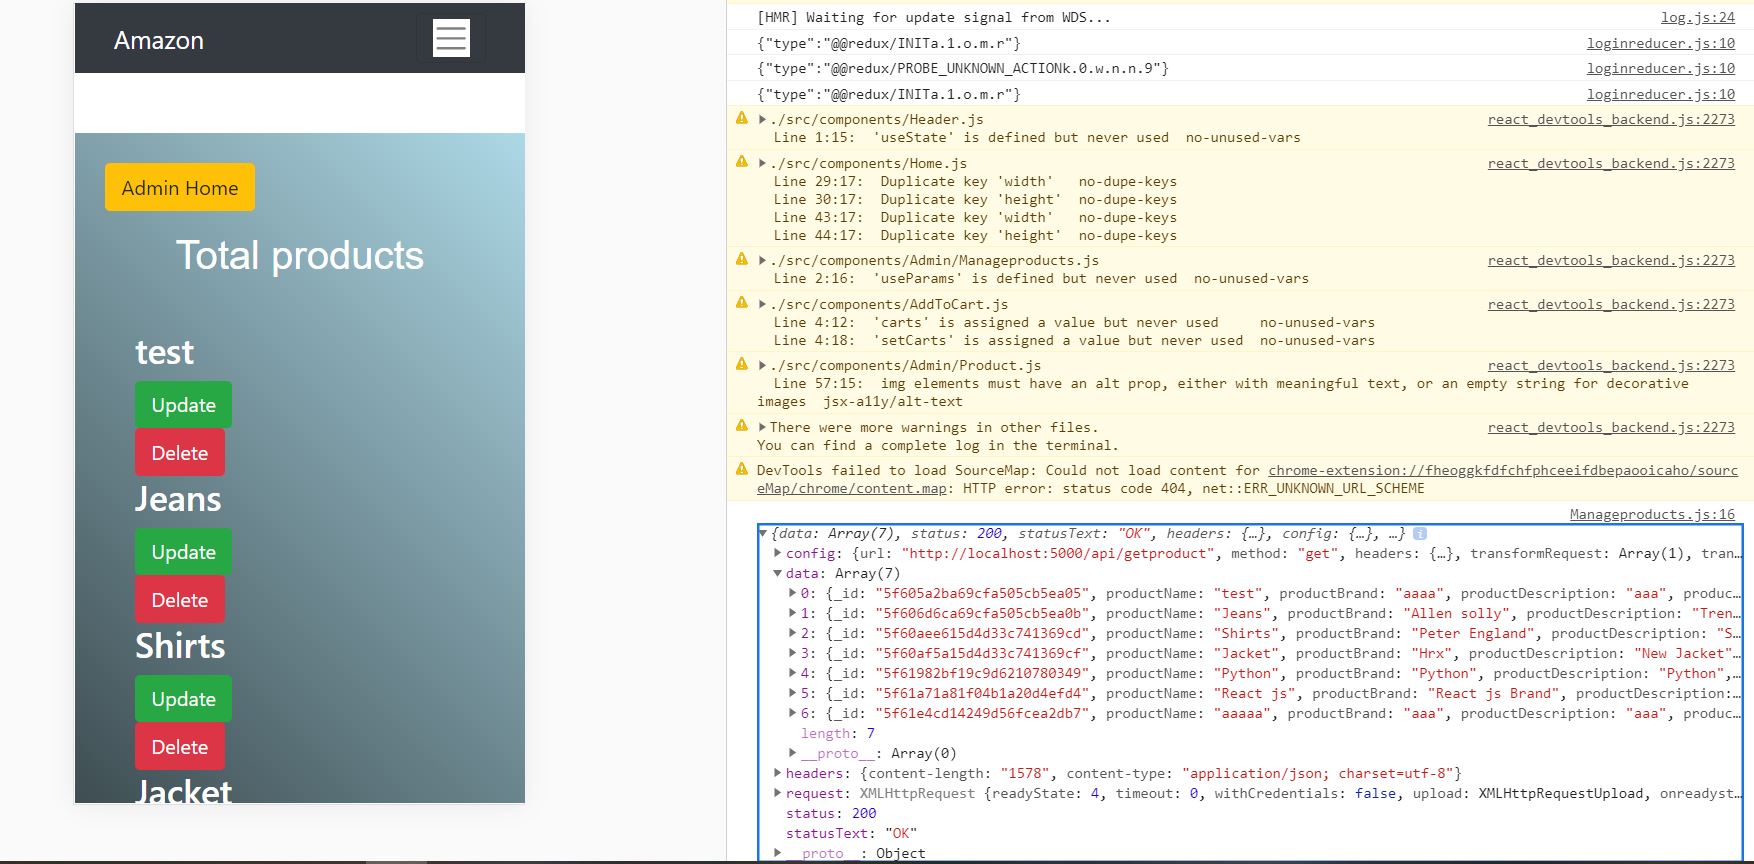 Amazon
Admin Home
Total products
test
Update
Delete
Jeans
Update
Delete
Shirts
Update
Delete
Jacket
[HMR] Waiting for update signal from WDS... log.js:24
{"type":"@@redux/INITa.1.o.m.r"} loginreducer.js:10
{"type":"@@redux/PROBE_UNKNOWN_ACTIONk.0.w.n.n.9"} loginreducer.js:10
{"type":"@@redux/INITa.1.o.m.r"} loginreducer.js:10
./src/components/Header.js react_devtools_backend.js:2273
Line 1:15: 'useState' is defined but never used no-unused-vars
./src/components/Home.js react_devtools_backend.js:2273
Line 29:17: Duplicate key 'width' no-dupe-keys
Line 30:17: Duplicate key 'height' no-dupe-keys
Line 43:17: Duplicate key 'width' no-dupe-keys
Line 44:17: Duplicate key 'height' no-dupe-keys
./src/components/Admin/Manageproducts.js react_devtools_backend.js:2273
Line 2:16: 'useParams' is defined but never used no-unused-vars
./src/components/AddToCart.js react_devtools_backend.js:2273
Line 4:12: 'carts' is assigned a value but never used no-unused-vars
Line 4:18: 'setCarts' is assigned a value but never used no-unused-vars
./src/components/Admin/Product.js react_devtools_backend.js:2273
Line 57:15: img elements must have an alt prop, either with meaningful text, or an empty string for decorative
images jsx-a11y/alt-text
There were more warnings in other files. react_devtools_backend.js:2273
You can find a complete log in the terminal.
DevTools failed to load SourceMap: Could not load content for chrome-extension://fheoggkfdfchfphceeifdbepaooicaho/sourc
eMap/chrome/content.map: HTTP error: status code 404, net::ERR_UNKNOWN_URL_SCHEME
Manageproducts.js:16
{data: Array(7), status: 200, statusText: "OK", headers: {…}, config: {…}, …}
config: {url: "http://localhost:5000/api/getproduct", method: "get", headers: {…}, transformRequest: Array(1), tran…
data: Array(7)
0: {_id: "5f605a2ba69cfa505cb5ea05", productName: "test", productBrand: "aaaa", productDescription: "aaa", produc…
1: {_id: "5f606d6ca69cfa505cb5ea0b", productName: "Jeans", productBrand: "Allen solly", productDescription: "Tren…
2: {_id: "5f60aee615d4d33c741369cd", productName: "Shirts", productBrand: "Peter England", productDescription: "S…
3: {_id: "5f60af5a15d4d33c741369cf", productName: "Jacket", productBrand: "Hrx", productDescription: "New Jacket"…
4: {_id: "5f61982bf19c9d6210780349", productName: "Python", productBrand: "Python", productDescription: "Python",…
5: {_id: "5f61a71a81f04b1a20d4efd4", productName: "React js", productBrand: "React js Brand", productDescription:…
6: {_id: "5f61e4cd14249d56fcea2db7", productName: "aaaaa", productBrand: "aaa", productDescription: "aaa", produc…
length: 7
__proto__: Array(0)
headers: {content-length: "1578", content-type: "application/json; charset=utf-8"}
request: XMLHttpRequest {readyState: 4, timeout: 0, withCredentials: false, upload: XMLHttpRequestUpload, onreadyst…
status: 200
statusText: "OK"
__proto__: Object